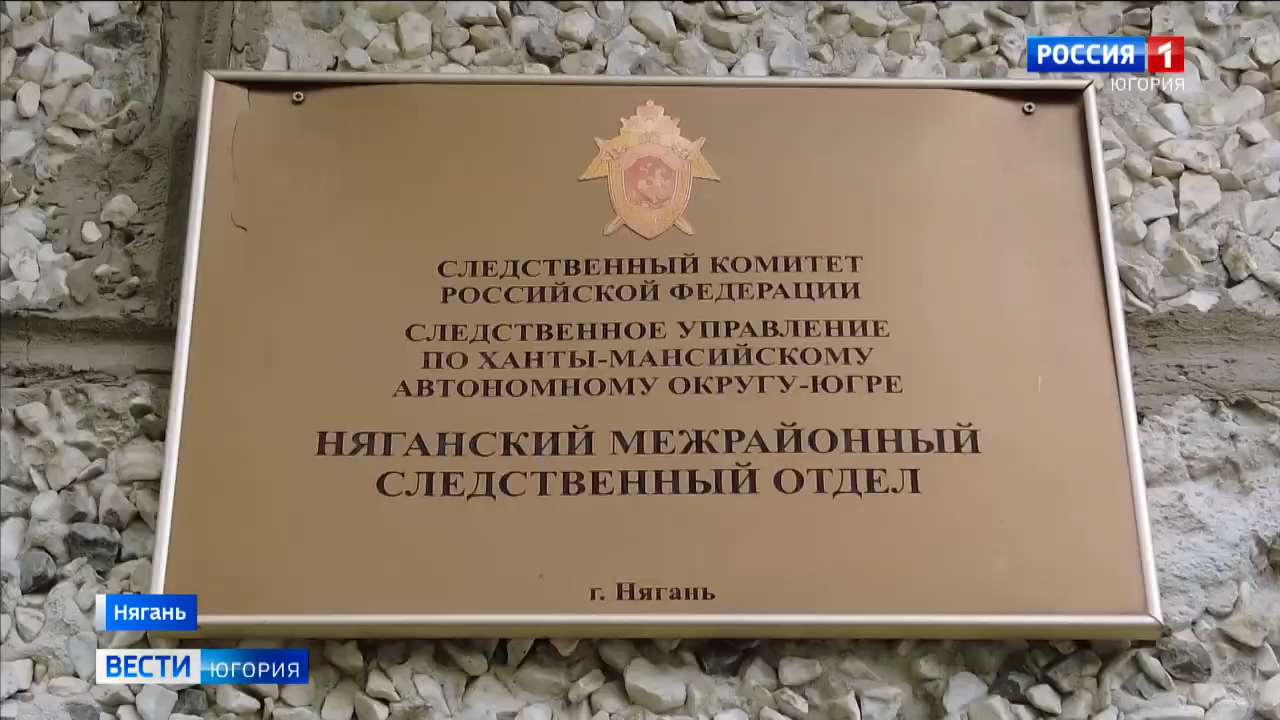 РОССИЯ 1
ЮГОРИЯ
СЛЕДСТВЕННЫЙ КОМИТЕТ
РОССИЙСКОЙ ФЕДЕРАЦИИ
СЛЕДСТВЕННОЕ УПРАВЛЕНИЕ
ПО ХАНТЫ-МАНСИЙСКОМУ
АВТОНОМНОМУ ОКРУГУ-ЮГРЕ
НЯГАНСКИЙ МЕЖРАЙОННЫЙ
СЛЕДСТВЕННЫЙ ОТДЕЛ
г. Нягань
Нягань
ВЕСТИ ЮГОРИЯ